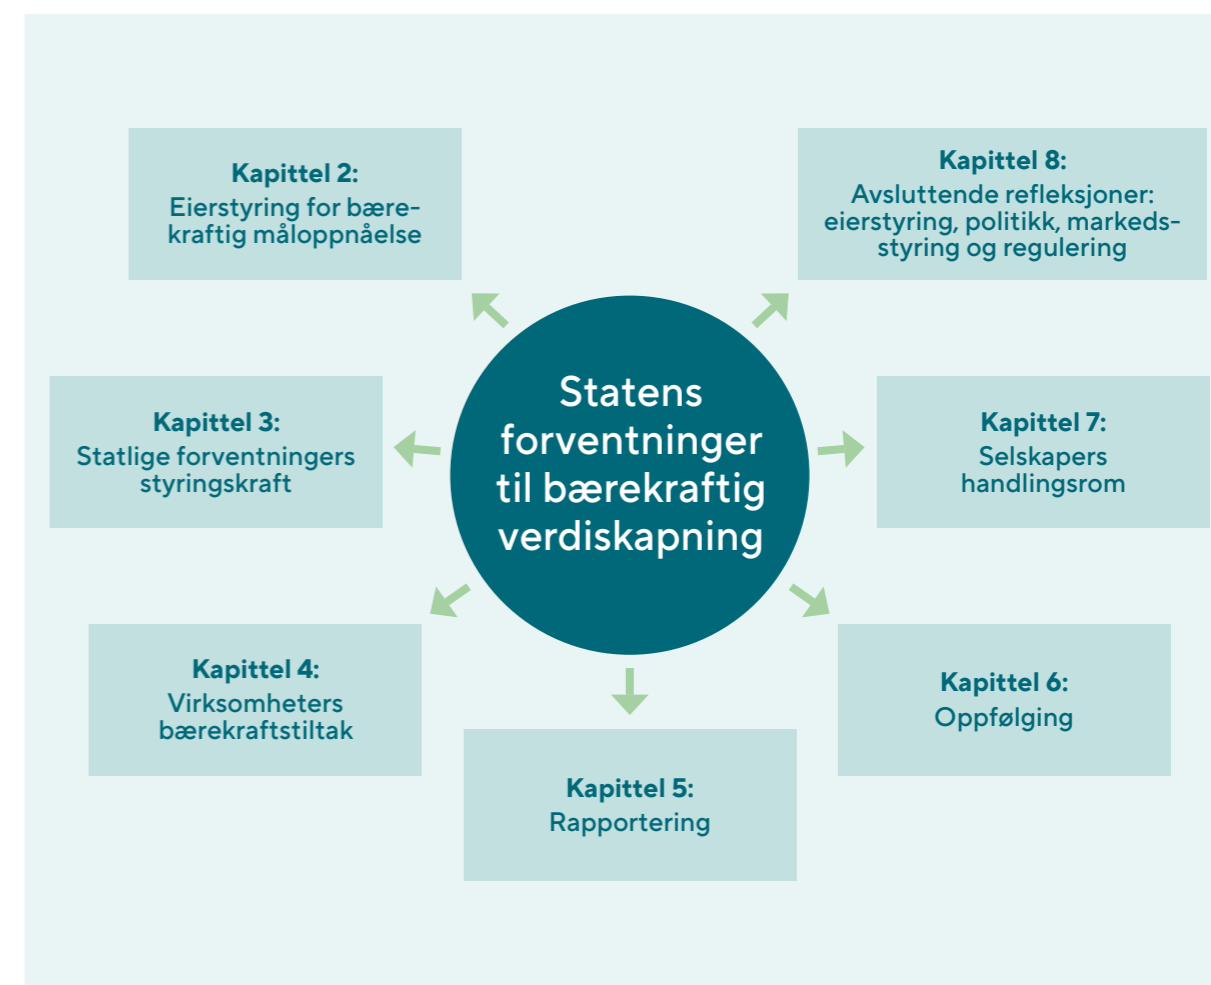 Statens
forventninger
til bærekraftig
verdiskapning
Kapittel 2:
Eierstyring for bære-
kraftig måloppnåelse
Kapittel 3:
Statlige forventningers
styringskraft
Kapittel 4:
Virksomheters
bærekraftstiltak
Kapittel 5:
Rapportering
Kapittel 6:
Oppfølging
Kapittel 7:
Selskapers
handlingsrom
Kapittel 8:
Avsluttende refleksjoner:
eierstyring, politikk, markeds-
styring og regulering